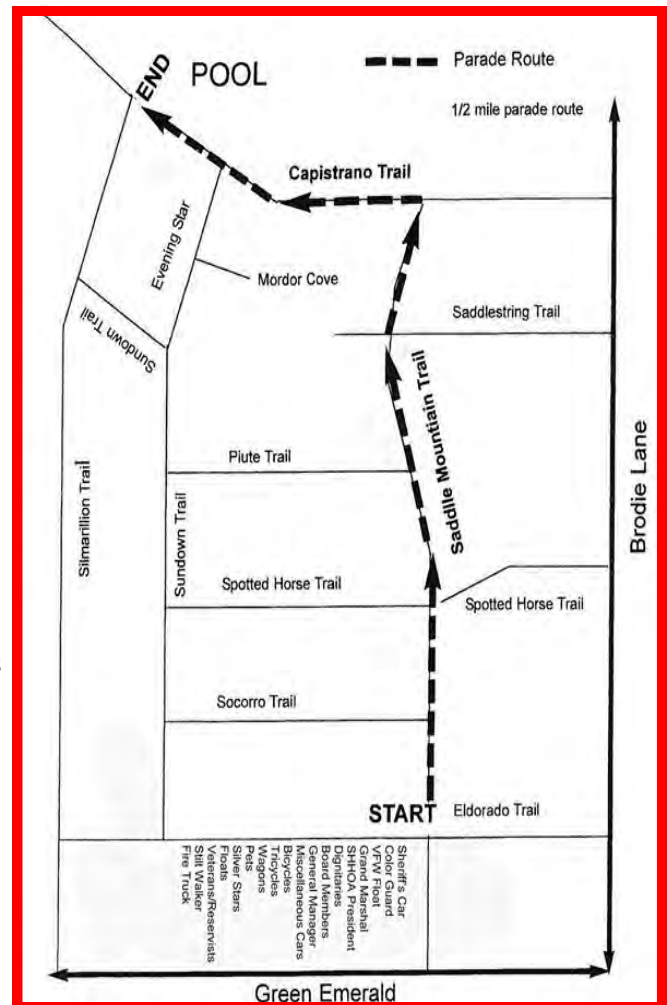 END
POOL
Parade Route
1/2 mile parade route
Capistrano Trail
Evening Star
Mordor Cove
Saddlestring Trail
Sundown Trail
Saddle Mountain Trail
Piute Trail
Silmarillion Trail
Sundown Trail
Brodie Lane
Spotted Horse Trail
Spotted Horse Trail
Socorro Trail
START
Eldorado Trail
Sheriff's Car
Color Guard
VFW Float
Grand Marshal
SHHOA President
Dignitaries
Board Members
General Manager
Miscellaneous Cars
Bicycles
Tricycles
Wagons
Pets
Silver Stars
Floats
Veterans/Reservists
Stilt Walker
Fire Truck
Green Emerald